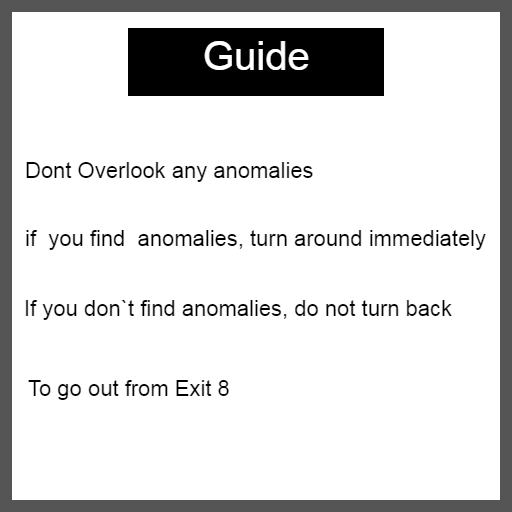 Guide
Dont Overlook any anomalies
if you find anomalies, turn around immediately
If you don`t find anomalies, do not turn back
To go out from Exit 8